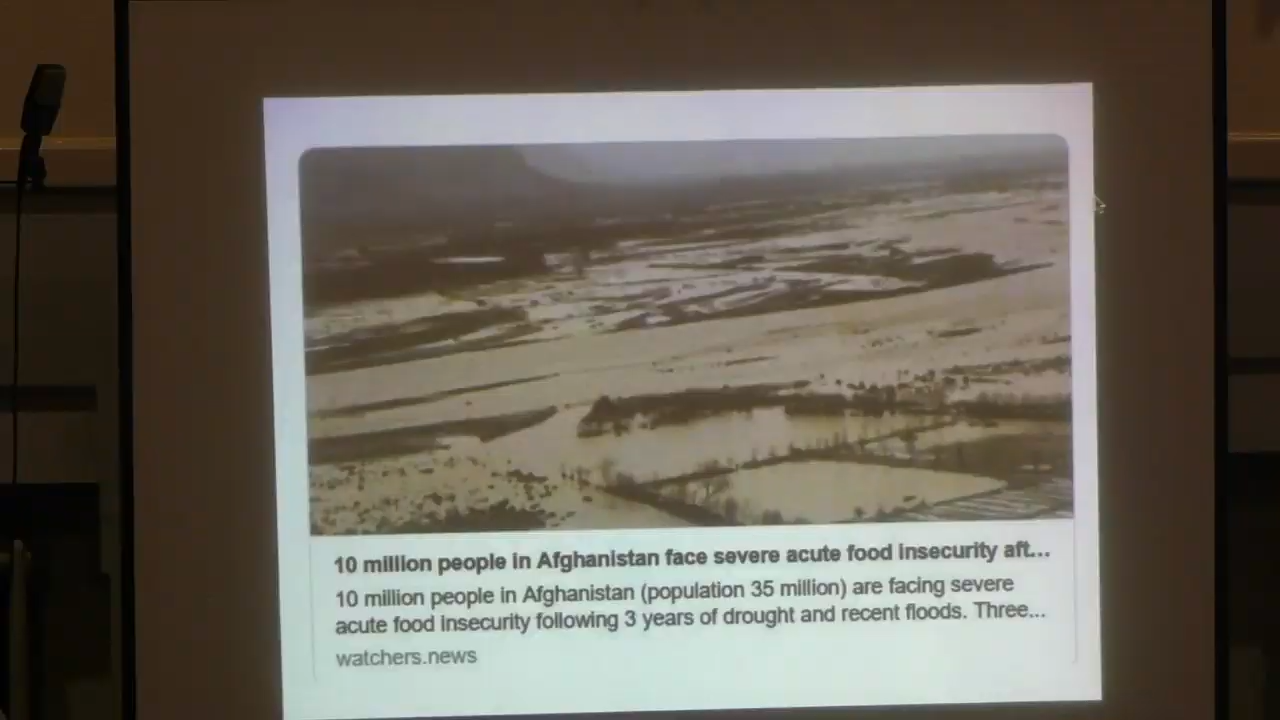 10 million people in Afghanistan face severe acute food insecurity aft...
10 million people in Afghanistan (population 35 million) are facing severe
acute food insecurity following 3 years of drought and recent floods. Three...
watchers.news